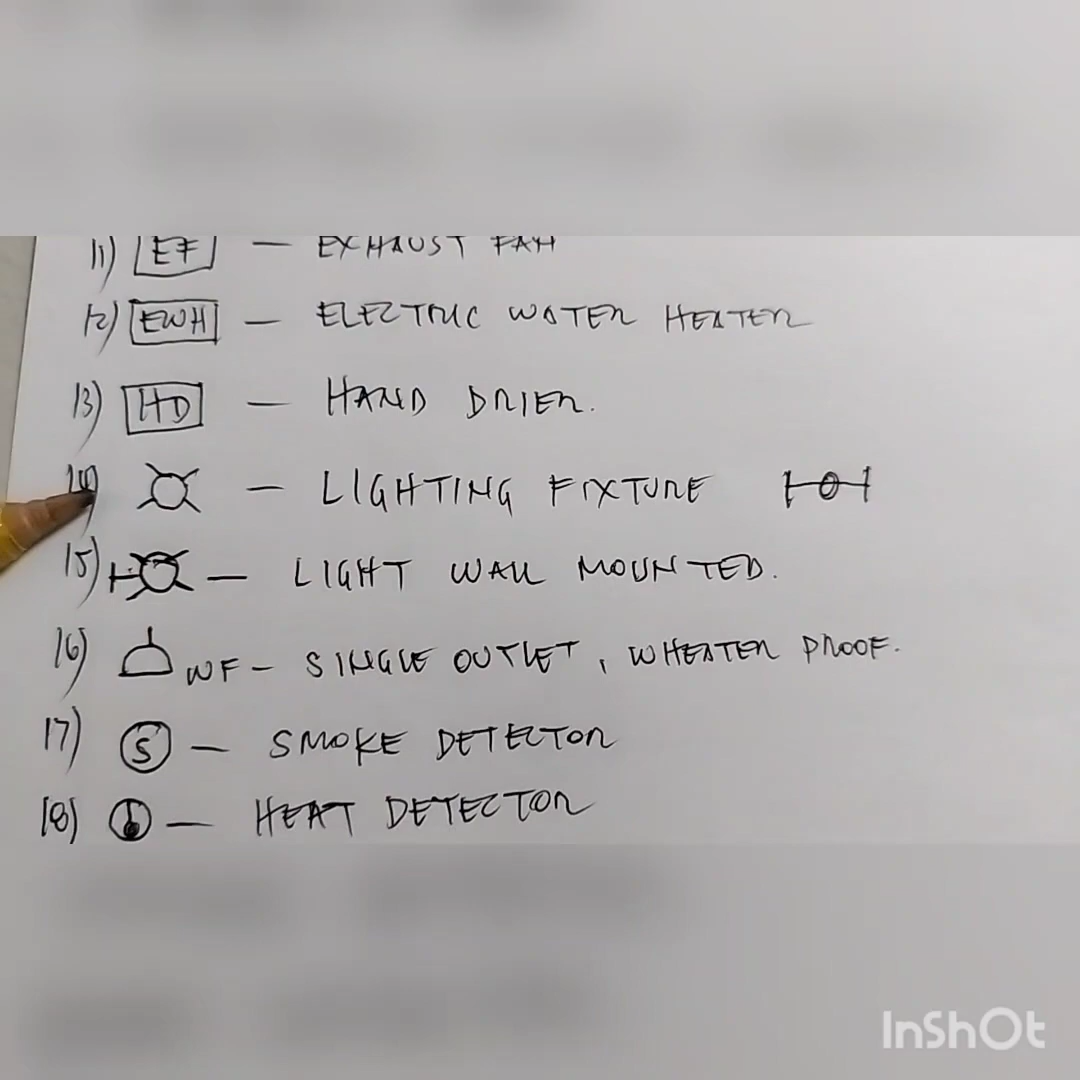 11) EF — EXHAUST FAN
12) EWH — ELECTRIC WATER HEATER
13) HD — HAND DRIER.
14) — LIGHTING FIXTURE
15) — LIGHT WALL MOUNTED.
16) WF — SINGLE OUTLET, WHEATER PROOF.
17) S — SMOKE DETECTOR
18) — HEAT DETECTOR
InShOt